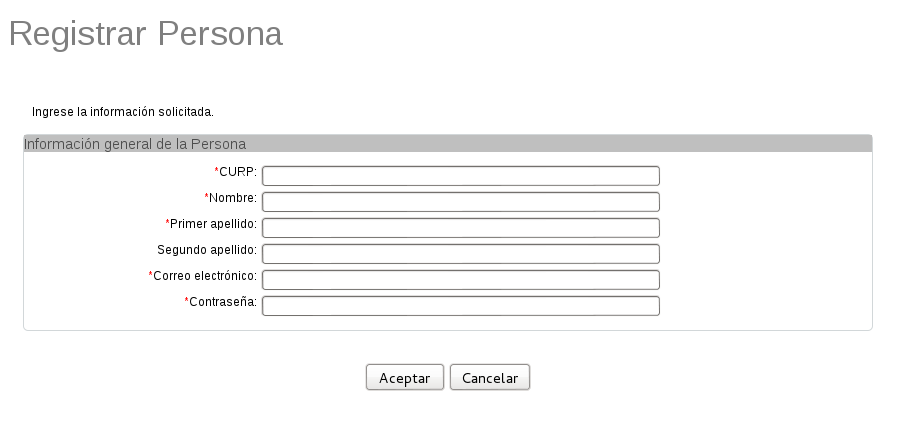 Registrar Persona
Ingrese la información solicitada.
Información general de la Persona
*CURP:
*Nombre:
*Primer apellido:
Segundo apellido:
*Correo electrónico:
*Contraseña:
Aceptar Cancelar